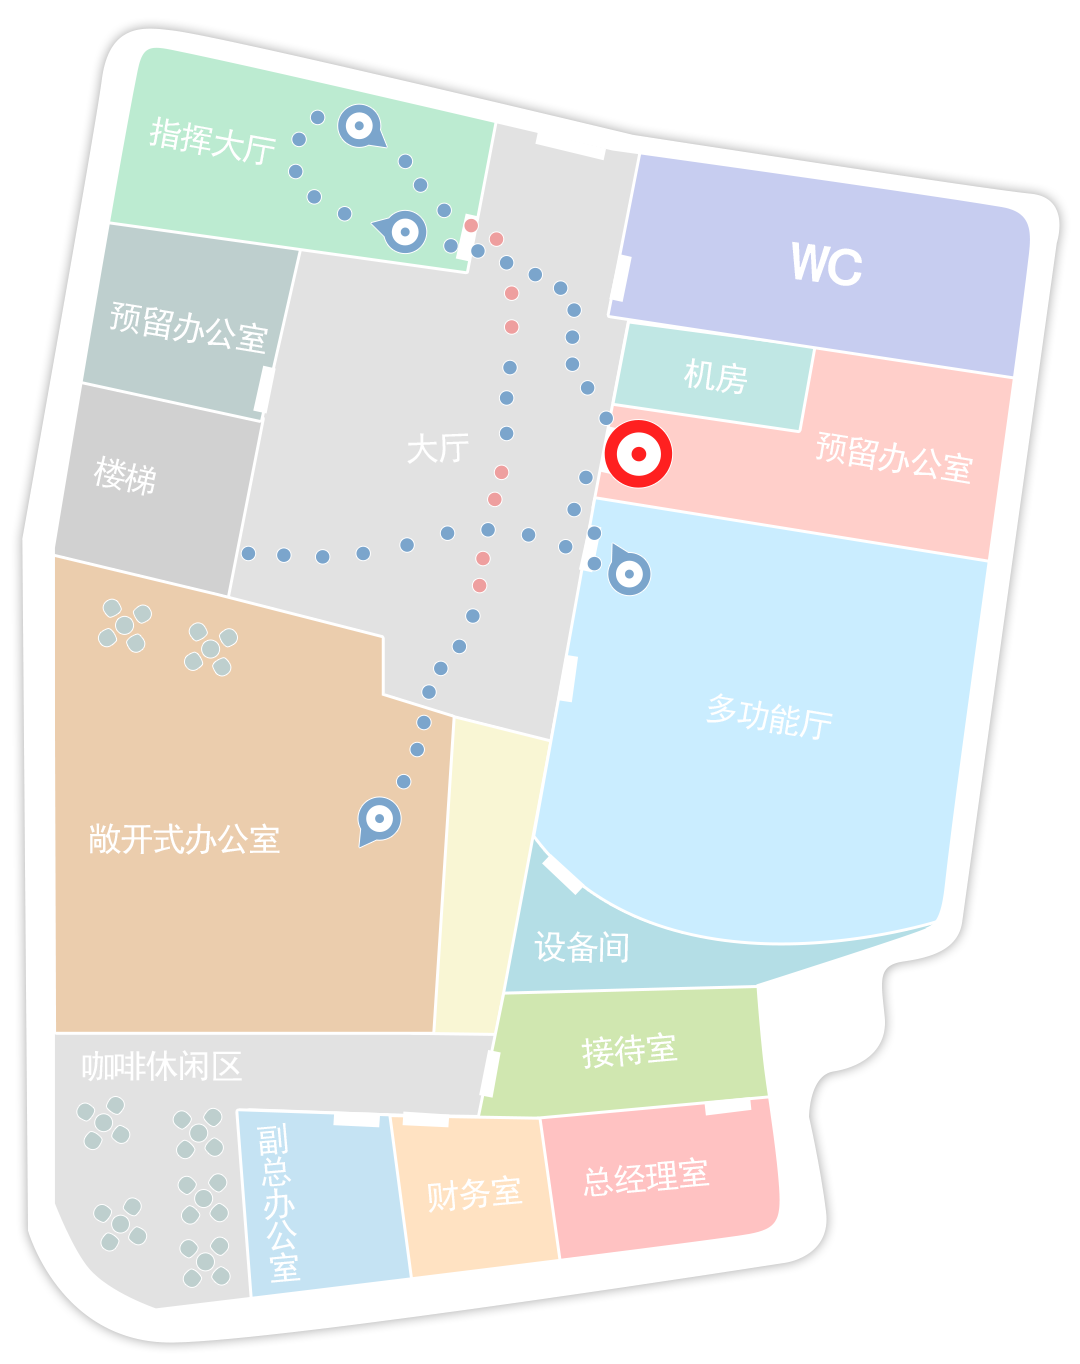 指挥大厅
WC
预留办公室
机房
预留办公室
大厅
楼梯
多功能厅
敞开式办公室
设备间
接待室
咖啡休闲区
副总办公室
财务室
总经理室